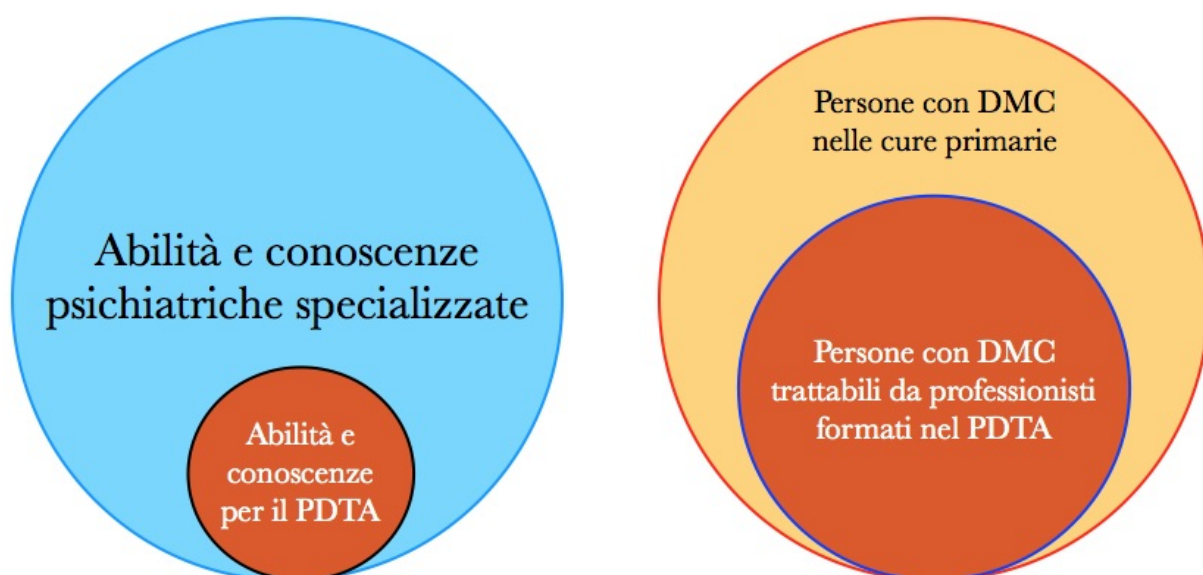 Abilità e conoscenze
psichiatriche specializzate
Abilità e
conoscenze
per il PDTA
Persone con DMC
nelle cure primarie
Persone con DMC
trattabili da professionisti
formati nel PDTA